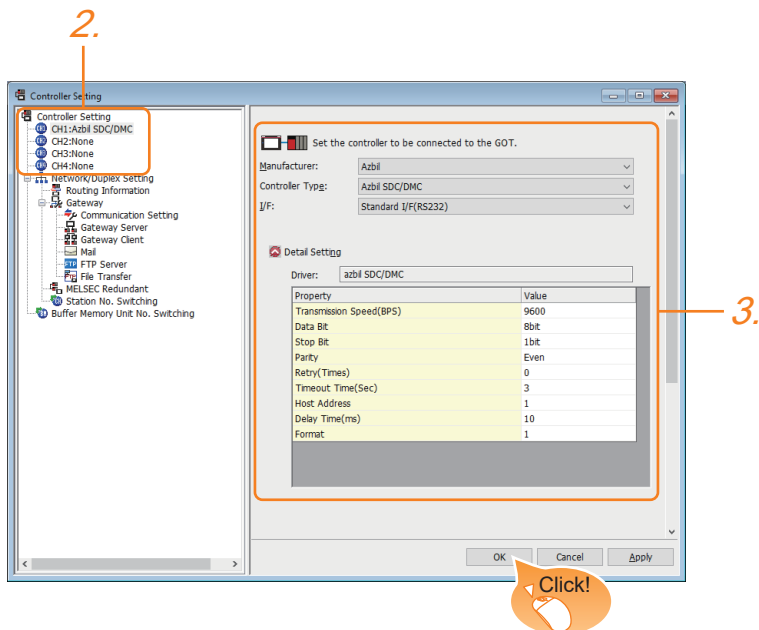 2.
Controller Setting
Controller Setting
CH1:Azbil SDC/DMC
CH2:None
CH3:None
CH4:None
Network/Duplex Setting
Routing Information
Gateway
Communication Setting
Gateway Server
Gateway Client
Mail
FTP Server
File Transfer
MELSEC Redundant
Station No. Switching
Buffer Memory Unit No. Switching
Set the controller to be connected to the GOT.
Manufacturer: Azbil
Controller Type: Azbil SDC/DMC
I/F: Standard I/F(RS232)
Detail Setting
Driver: azbil SDC/DMC
Property Value
Transmission Speed(BPS) 9600
Data Bit 8bit
Stop Bit 1bit
Parity Even
Retry(Times) 0
Timeout Time(Sec) 3
Host Address 1
Delay Time(ms) 10
Format 1
3.
OK Cancel Apply
Click!